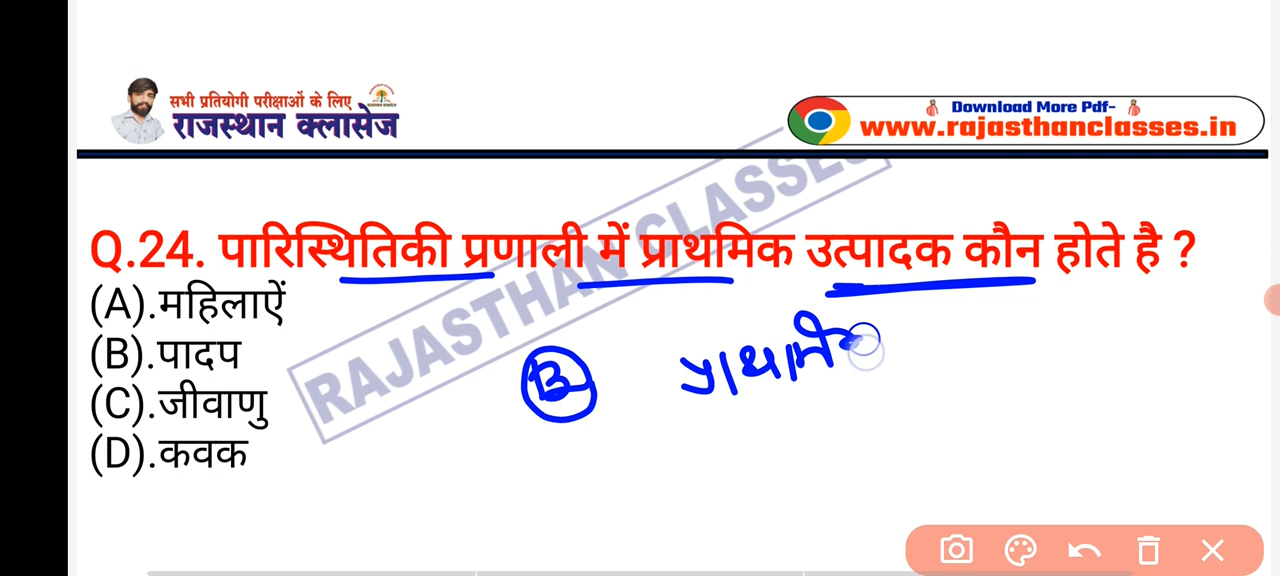 सभी प्रतियोगी परीक्षाओं के लिए
राजस्थान क्लासेज
Download More Pdf-
www.rajasthanclasses.in
RAJASTHAN CLASSES
Q.24. पारिस्थितिकी प्रणाली में प्राथमिक उत्पादक कौन होते है ?
(A).महिलाऐं
(B).पादप
(C).जीवाणु
(D).कवक
B